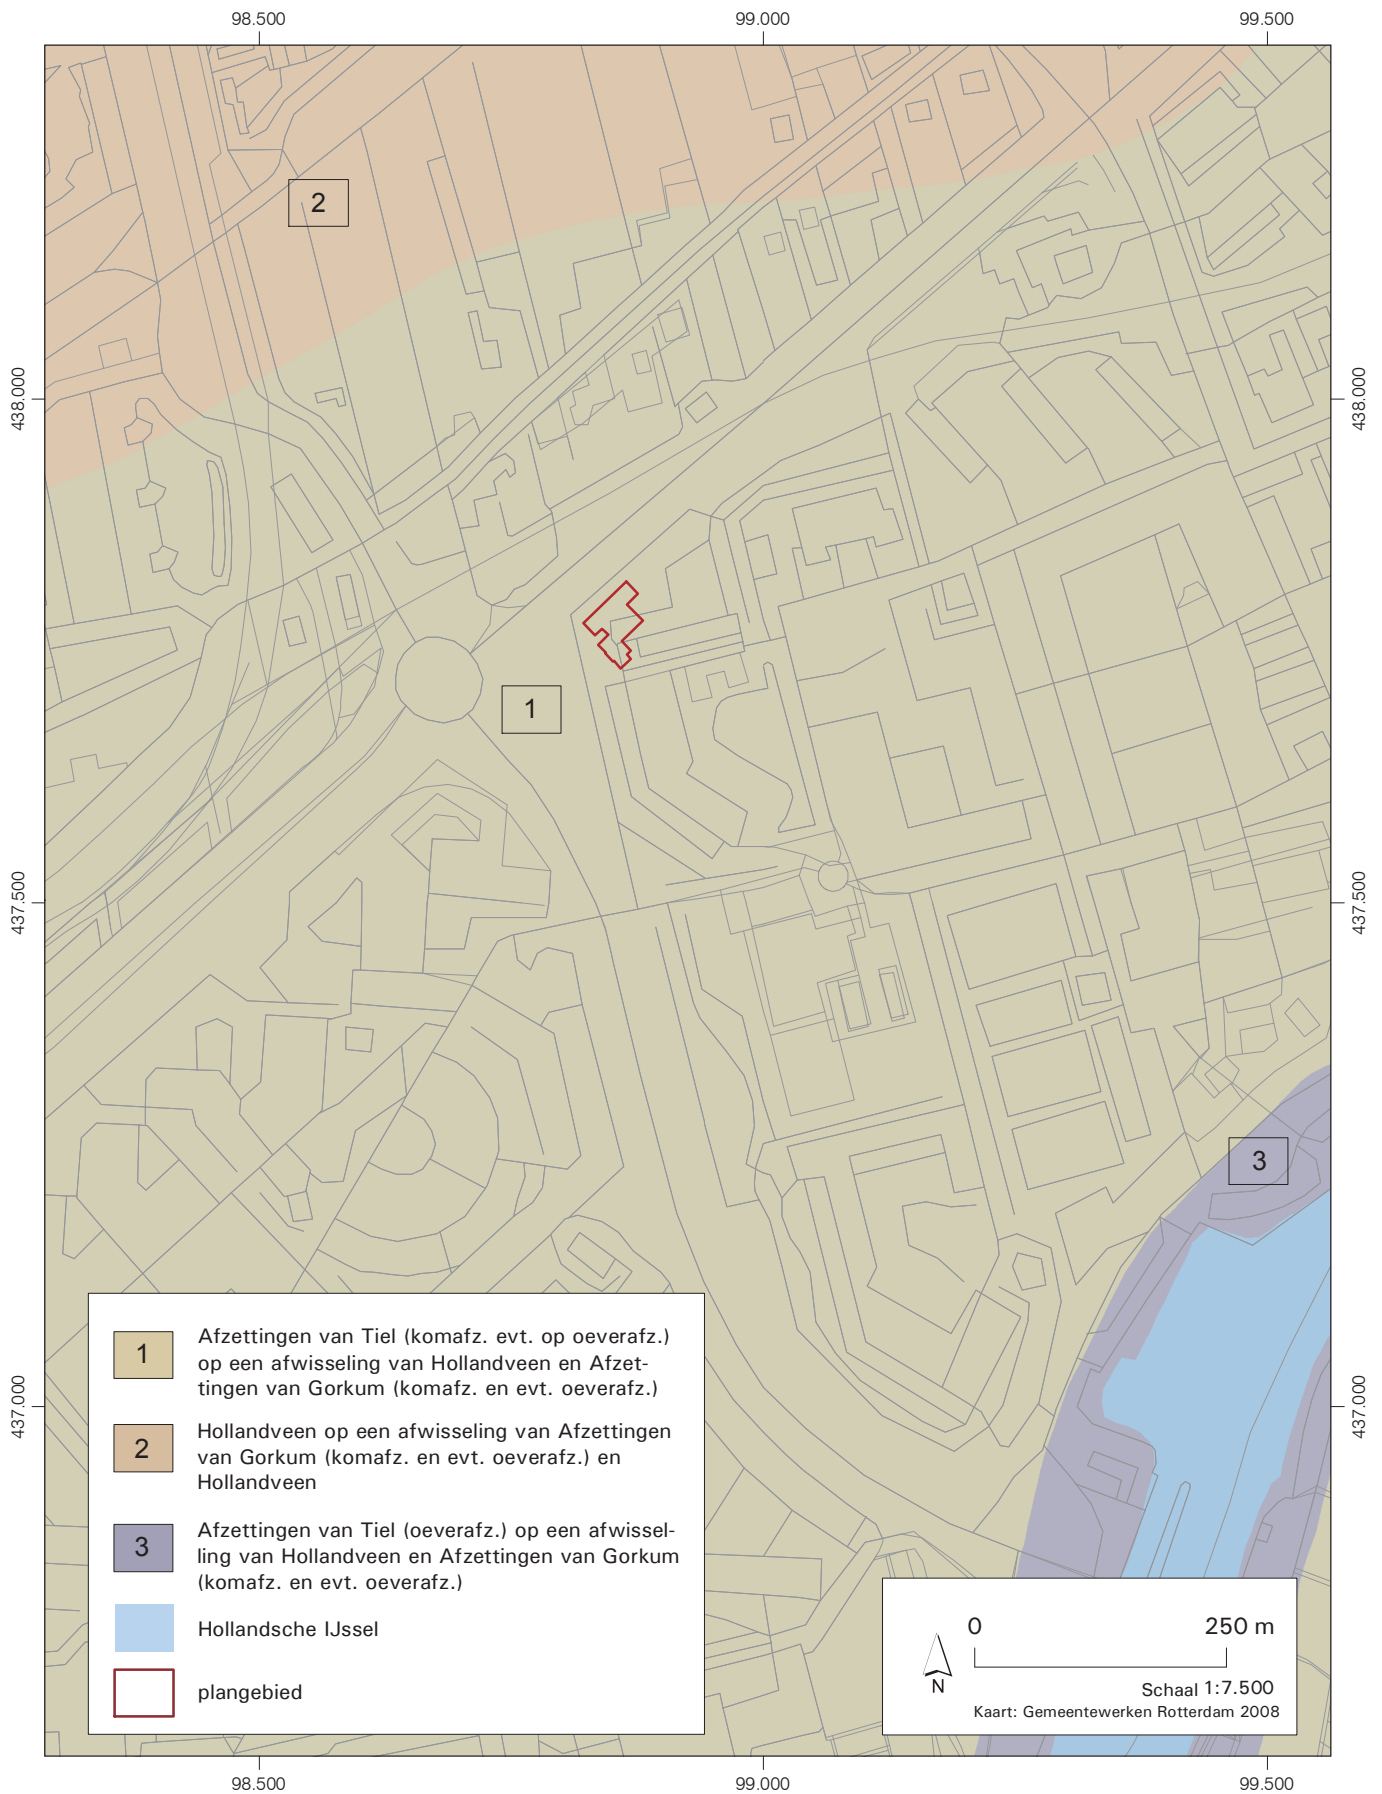 98.500
99.000
99.500
438.000
438.000
437.500
437.500
437.000
437.000
2
1
3
1
Afzettingen van Tiel (komafz. evt. op oeverafz.)
op een afwisseling van Hollandveen en Afzet-
tingen van Gorkum (komafz. en evt. oeverafz.)
2
Hollandveen op een afwisseling van Afzettingen
van Gorkum (komafz. en evt. oeverafz.) en
Hollandveen
3
Afzettingen van Tiel (oeverafz.) op een afwissel-
ling van Hollandveen en Afzettingen van Gorkum
(komafz. en evt. oeverafz.)
Hollandsche IJssel
plangebied
0
250 m
N
Schaal 1:7.500
Kaart: Gemeentewerken Rotterdam 2008
98.500
99.000
99.500